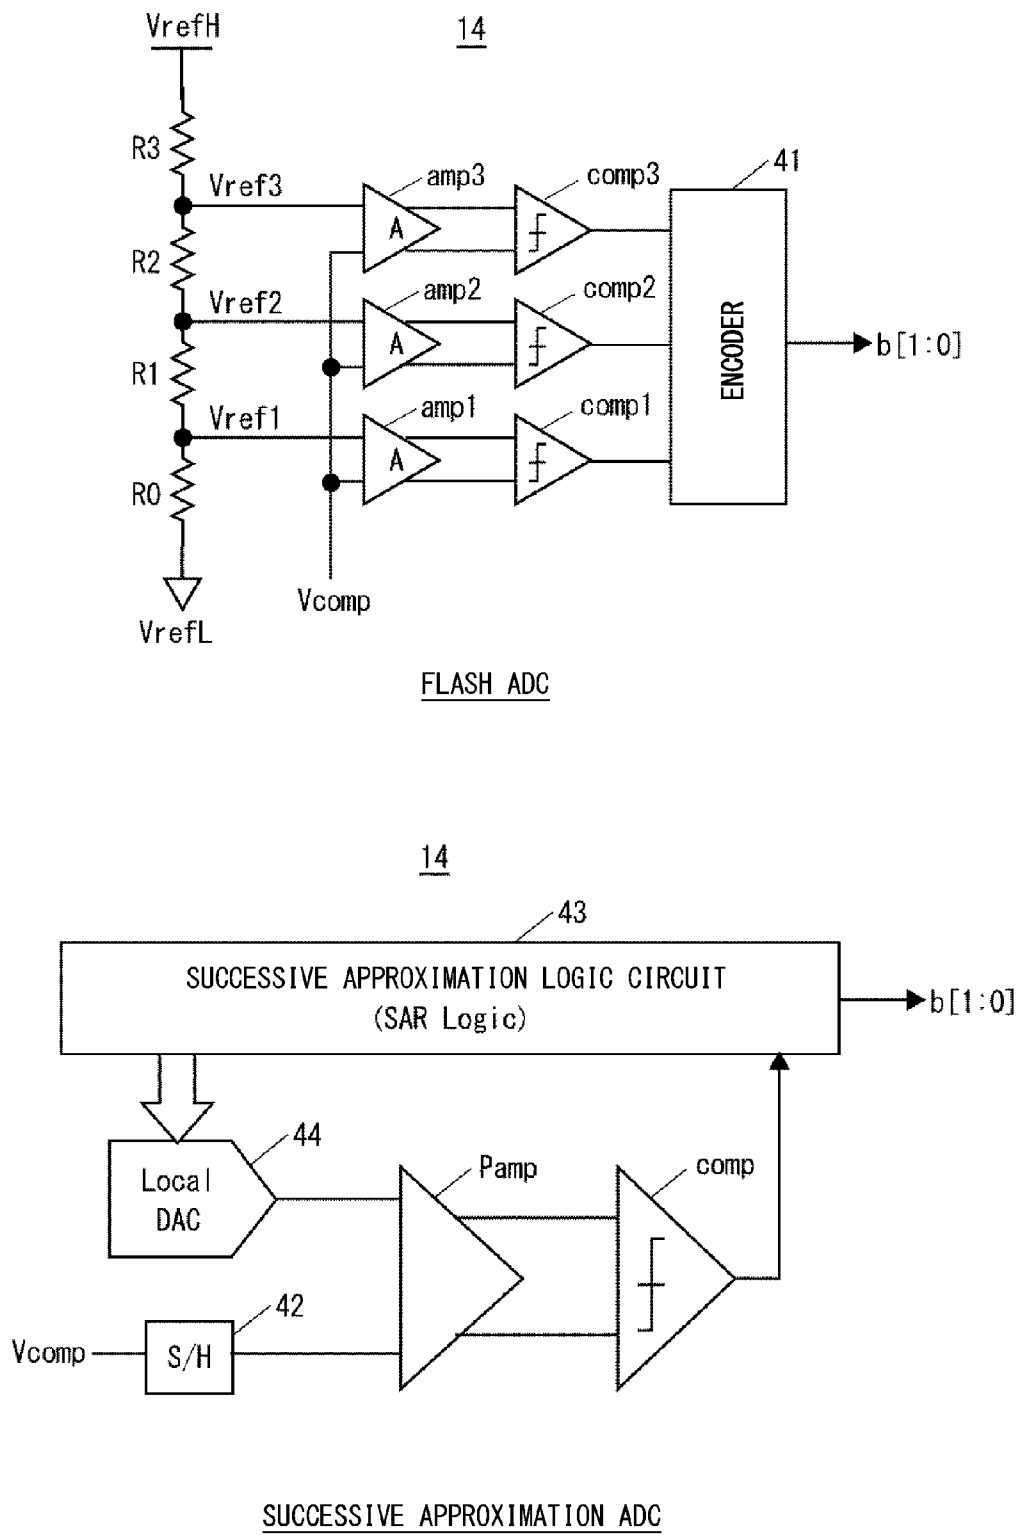 VrefH
14
R3
Vref3
amp3
comp3
41
A
R2
Vref2
amp2
comp2
A
ENCODER
b[1:0]
R1
Vref1
amp1
comp1
A
R0
Vcomp
VrefL
FLASH ADC
14
43
SUCCESSIVE APPROXIMATION LOGIC CIRCUIT
(SAR Logic)
b[1:0]
44
Local
DAC
Pamp
comp
42
Vcomp
S/H
SUCCESSIVE APPROXIMATION ADC